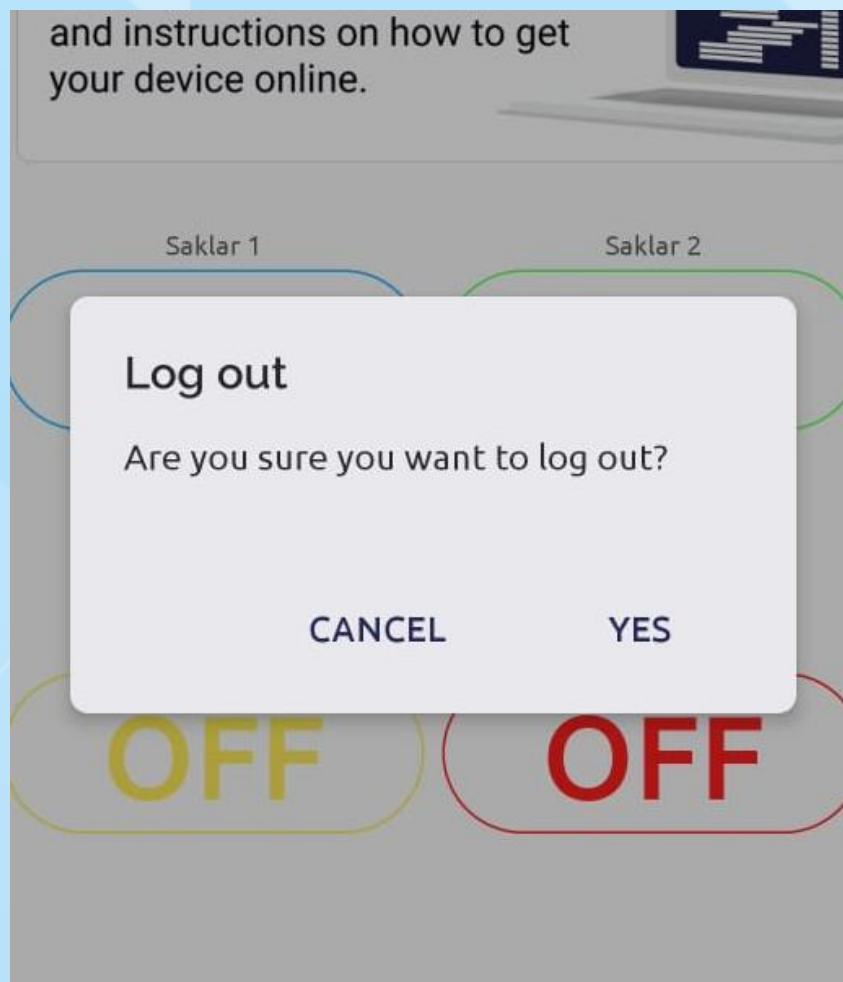 and instructions on how to get
your device online.
Saklar 1
Saklar 2
Log out
Are you sure you want to log out?
CANCEL
YES
OFF
OFF